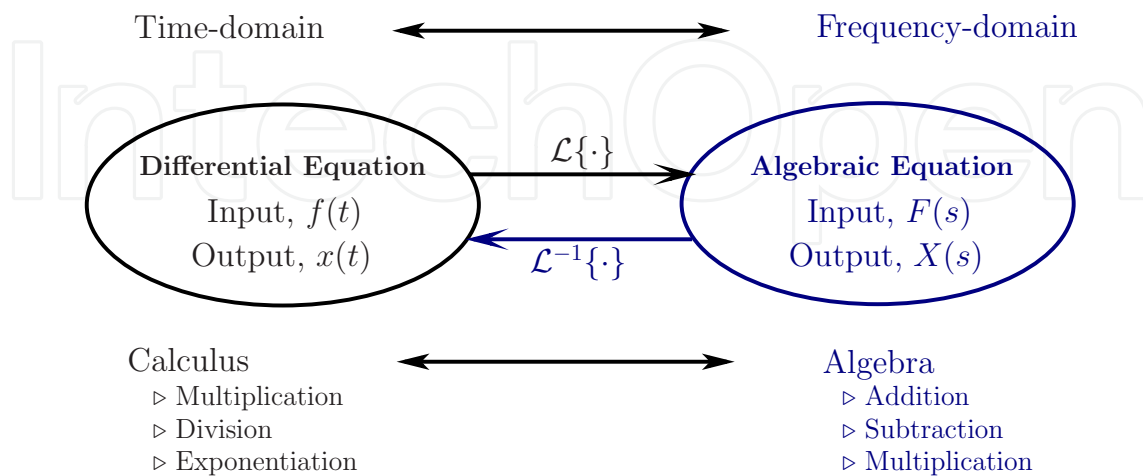 Time-domain Frequency-domain
IntechOpen
Differential Equation
Input, f(t)
Output, x(t)
ℒ{·}
ℒ⁻¹{·}
Algebraic Equation
Input, F(s)
Output, X(s)
Calculus
▹ Multiplication
▹ Division
▹ Exponentiation
Algebra
▹ Addition
▹ Subtraction
▹ Multiplication